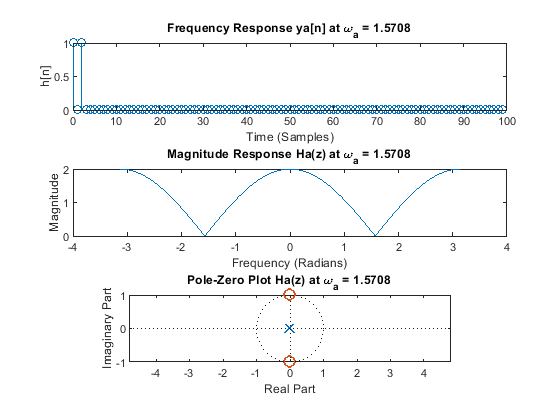 Frequency Response ya[n] at ωa = 1.5708
1
0.5
0
h[n]
0 10 20 30 40 50 60 70 80 90 100
Time (Samples)
Magnitude Response Ha(z) at ωa = 1.5708
2
1
0
Magnitude
-4 -3 -2 -1 0 1 2 3 4
Frequency (Radians)
Pole-Zero Plot Ha(z) at ωa = 1.5708
1
0
-1
Imaginary Part
-4 -3 -2 -1 0 1 2 3 4
Real Part